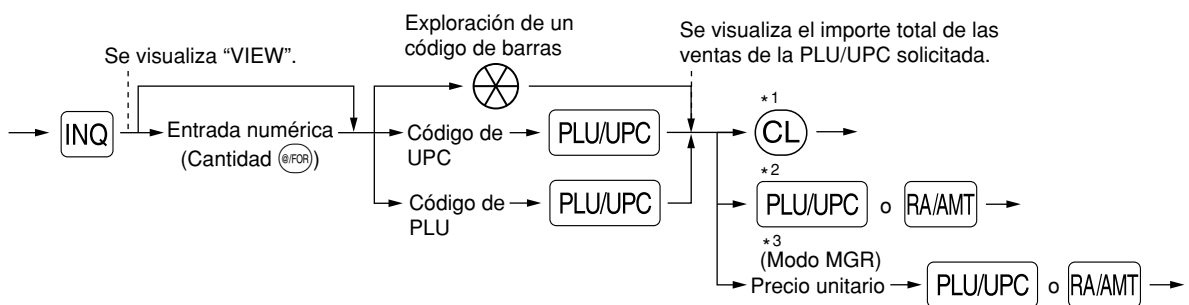 Exploración de un
código de barras
Se visualiza el importe total de las
ventas de la PLU/UPC solicitada.
Se visualiza “VIEW”.
*1
INQ
Entrada numérica
(Cantidad @/FOR)
Código de
UPC
PLU/UPC
CL
*2
Código de
PLU
PLU/UPC
PLU/UPC o RA/AMT
*3
(Modo MGR)
Precio unitario
PLU/UPC o RA/AMT